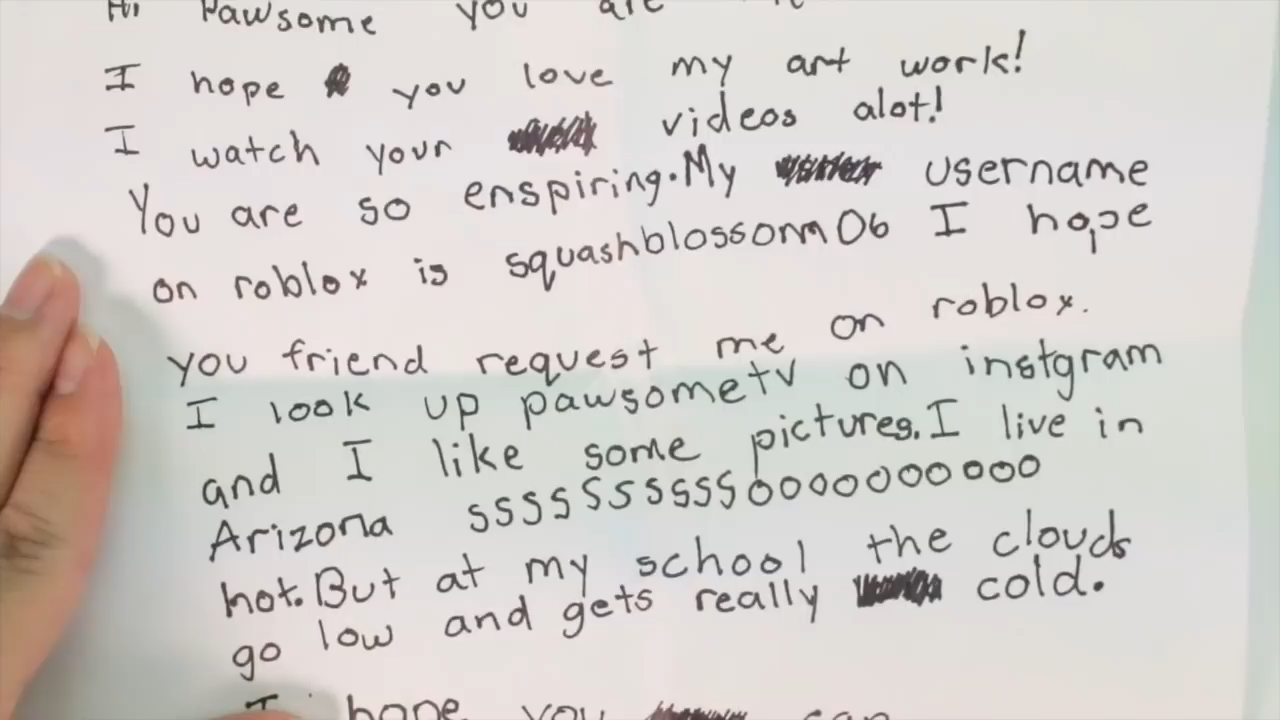 Hi Pawsome you are
I hope you love my art work!
I watch your videos alot!
You are so enspiring. My username
on roblox is squashblossom06 I hope
you friend request me on roblox.
I look up pawsometv on instgram
and I like some pictures. I live in
Arizona ssssssssssoooooooooo
hot. But at my school the clouds
go low and gets really cold.
I hope you can